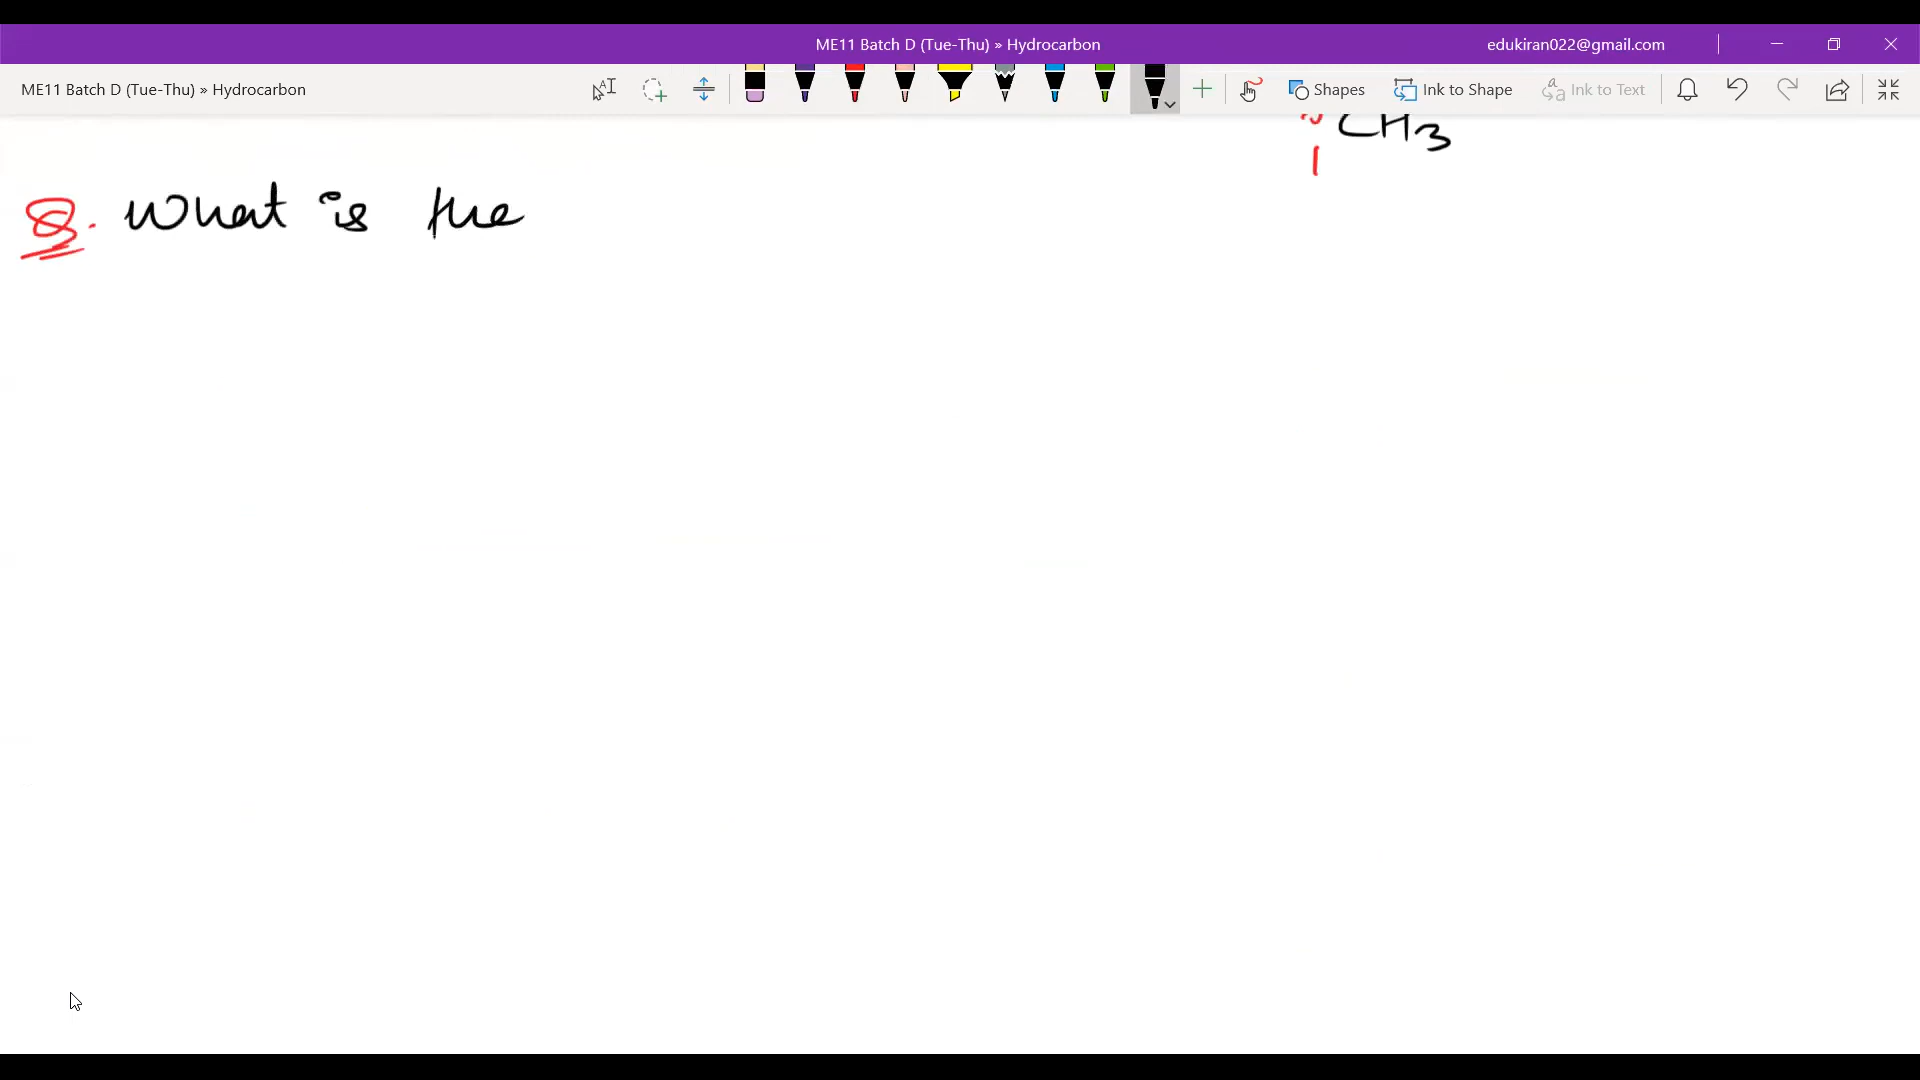 ME11 Batch D (Tue-Thu) » Hydrocarbon
edukiran022@gmail.com
ME11 Batch D (Tue-Thu) » Hydrocarbon
Shapes
Ink to Shape
Ink to Text
CH3
1
Q. What is the